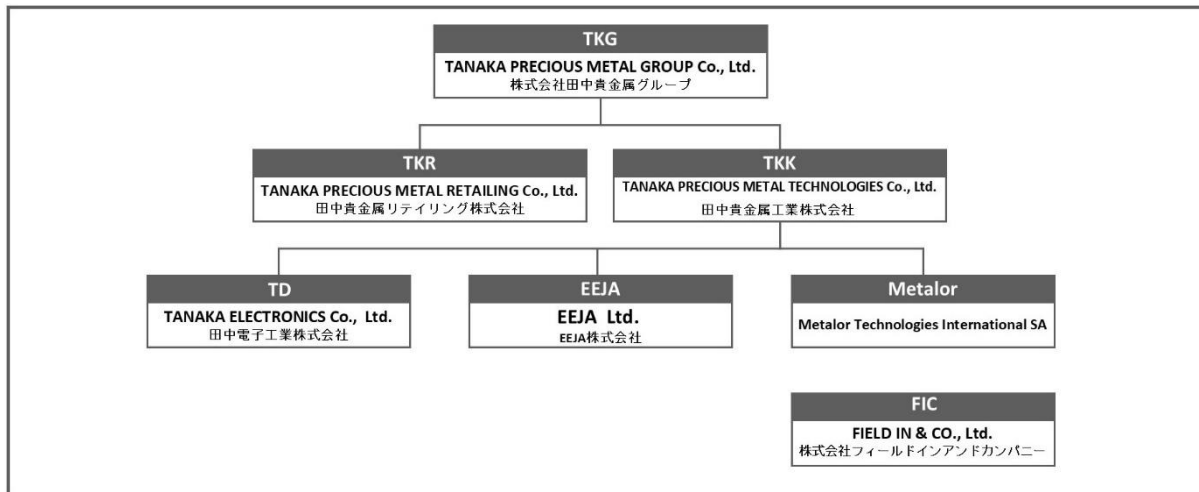 TKG
TANAKA PRECIOUS METAL GROUP Co., Ltd.
株式会社田中貴金属グループ
TKR
TANAKA PRECIOUS METAL RETAILING Co., Ltd.
田中貴金属リテイリング株式会社
TKK
TANAKA PRECIOUS METAL TECHNOLOGIES Co., Ltd.
田中貴金属工業株式会社
TD
TANAKA ELECTRONICS Co., Ltd.
田中電子工業株式会社
EEJA
EEJA Ltd.
EEJA株式会社
Metalor
Metalor Technologies International SA
FIC
FIELD IN & CO., Ltd.
株式会社フィールドインアンドカンパニー